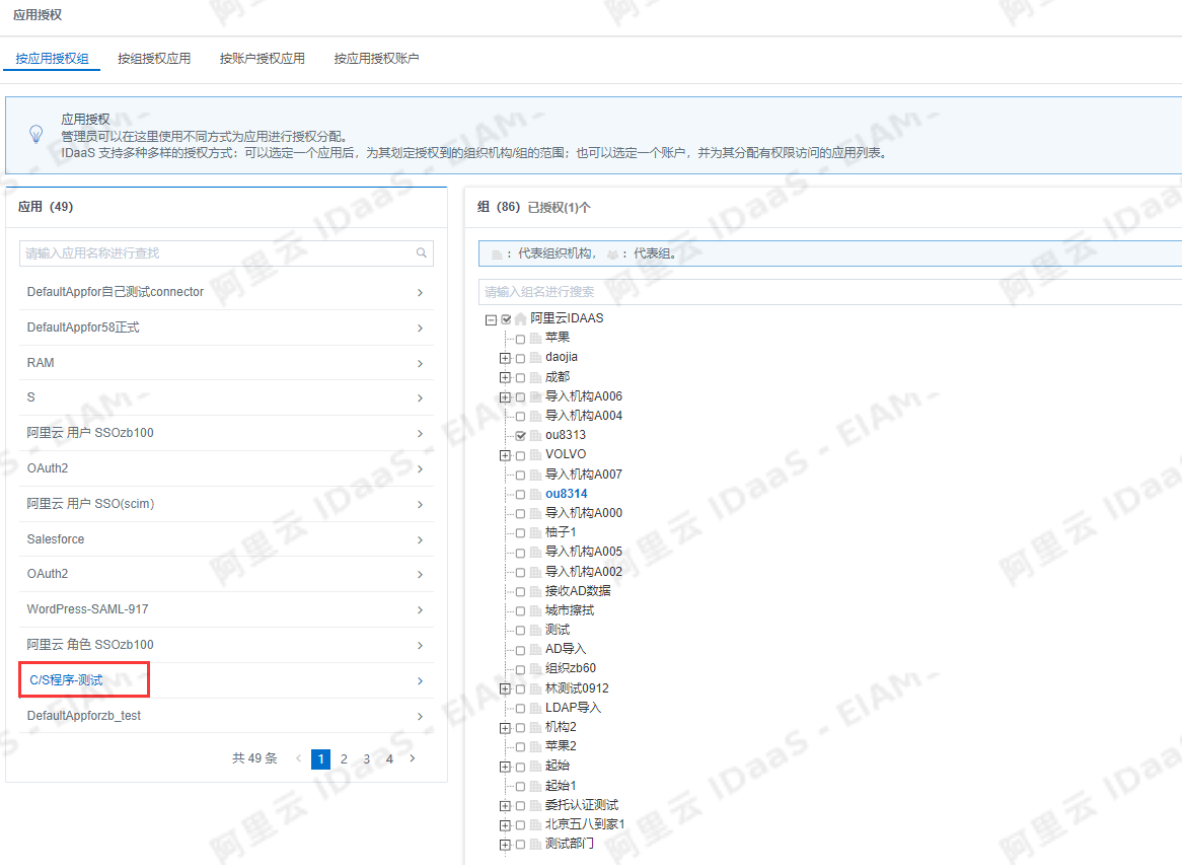 应用授权
按应用授权组 按组授权应用 按账户授权应用 按应用授权账户
应用授权
管理员可以在这里使用不同方式为应用进行授权分配。
IDaaS 支持多种多样的授权方式：可以选定一个应用后，为其划定授权到的组织机构/组的范围；也可以选定一个账户，并为其分配有权限访问的应用列表。
应用（49）
请输入应用名称进行查找
DefaultAppfor自己测试connector
DefaultAppfor58正式
RAM
S
阿里云 用户 SSOzb100
OAuth2
阿里云 用户 SSO(scim)
Salesforce
OAuth2
WordPress-SAML-917
阿里云 角色 SSOzb100
C/S程序-测试
DefaultAppforzb_test
共 49 条 < 1 2 3 4 >
组（86） 已授权(1)个
：代表组织机构， ：代表组。
请输入组名进行搜索
阿里云IDAAS
苹果
daojia
成都
导入机构A006
导入机构A004
ou8313
VOLVO
导入机构A007
ou8314
导入机构A000
柚子1
导入机构A005
导入机构A002
接收AD数据
城市擦拭
测试
AD导入
组织zb60
林测试0912
LDAP导入
机构2
苹果2
起始
起始1
委托认证测试
北京五八到家1
测试部门
阿里云 IDaaS - EIAM -